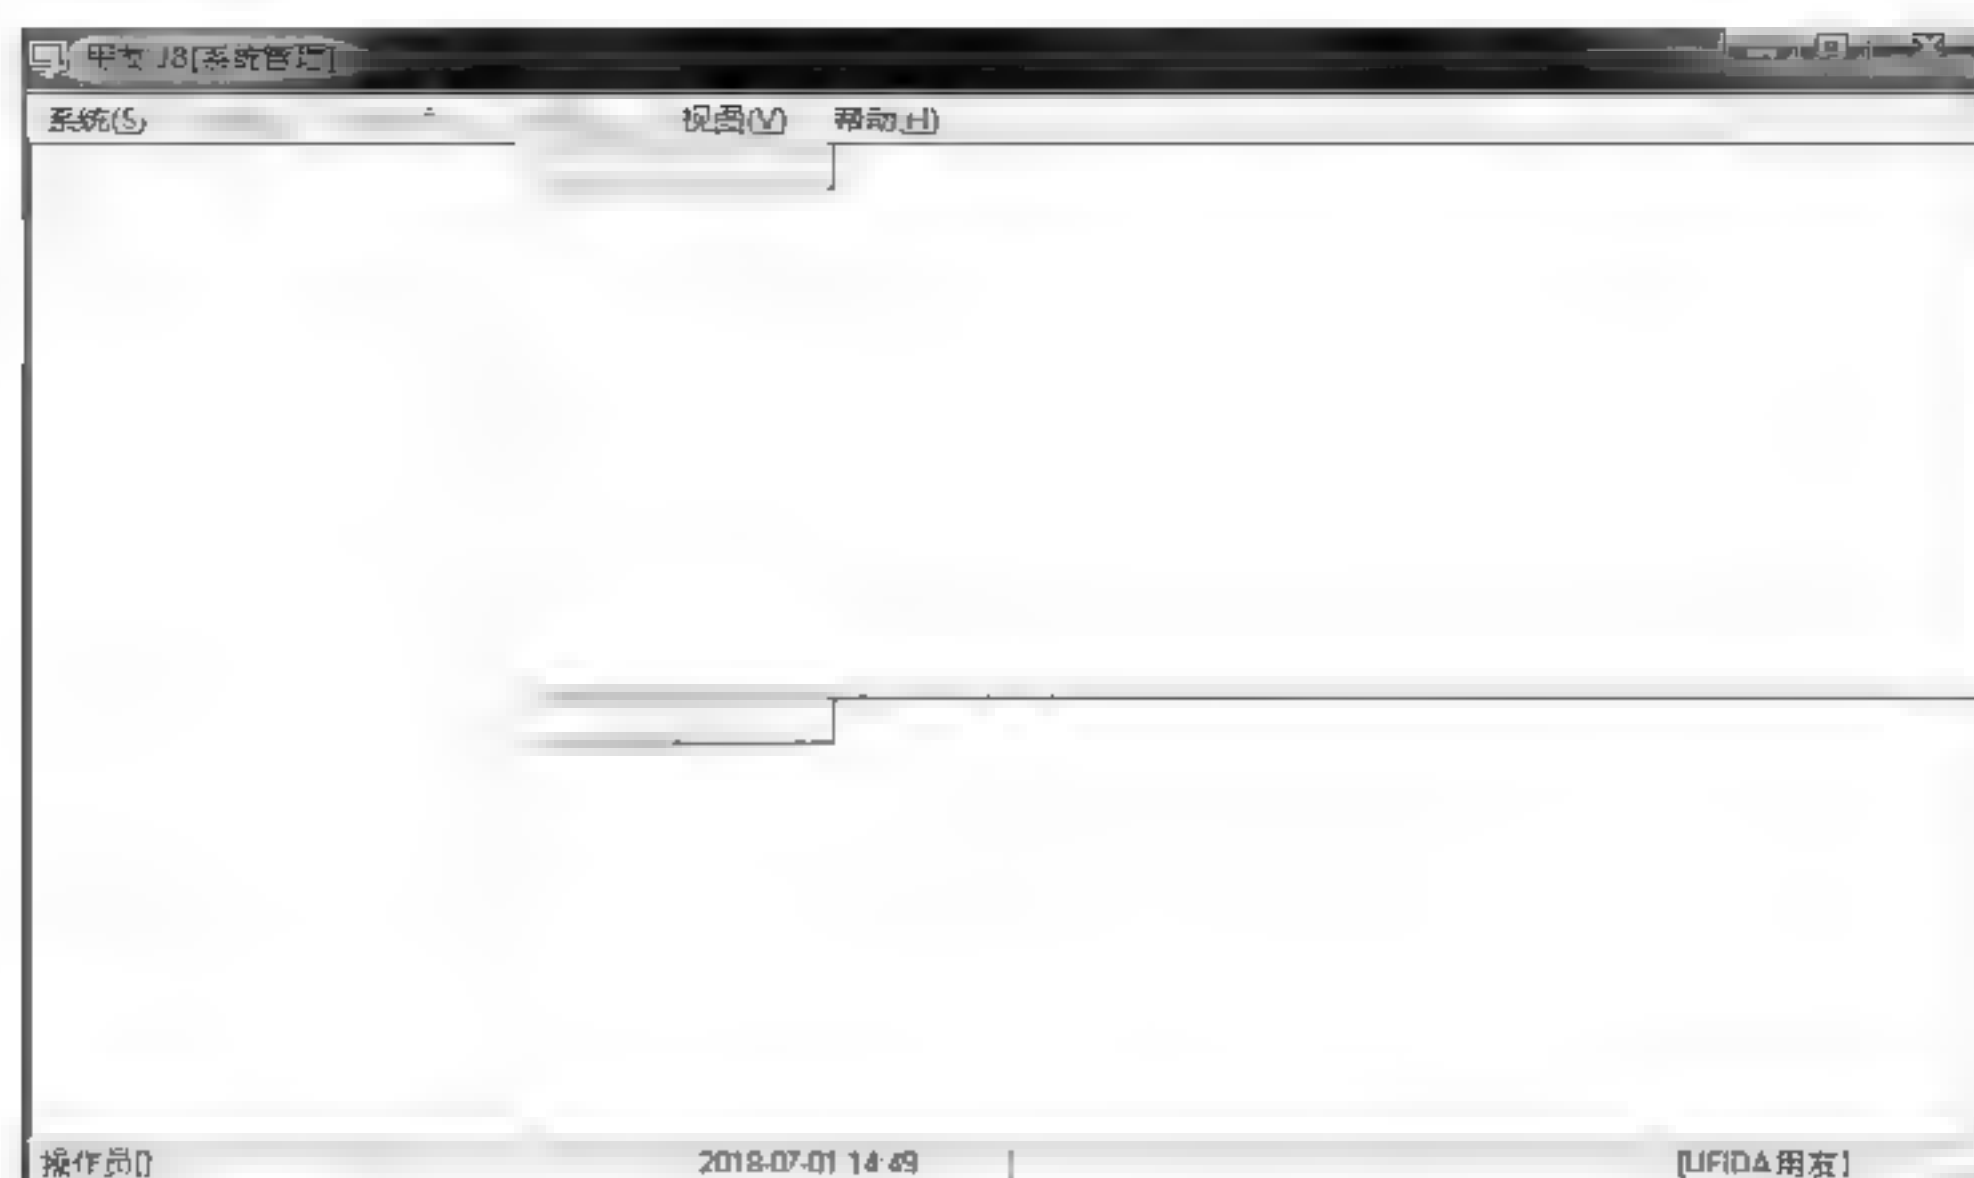 用友 U8[系统管理]
系统(S) 视图(V) 帮助(H)
操作员[] 2018-07-01 14:49 [UFIDA用友]